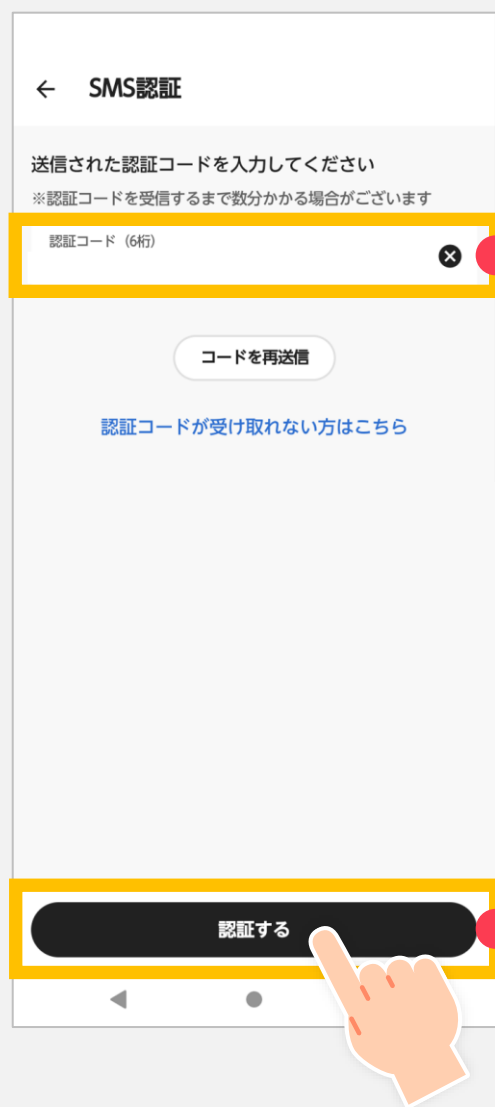 SMS認証
送信された認証コードを入力してください
※認証コードを受信するまで数分かかる場合がございます
認証コード（6桁）
コードを再送信
認証コードが受け取れない方はこちら
認証する